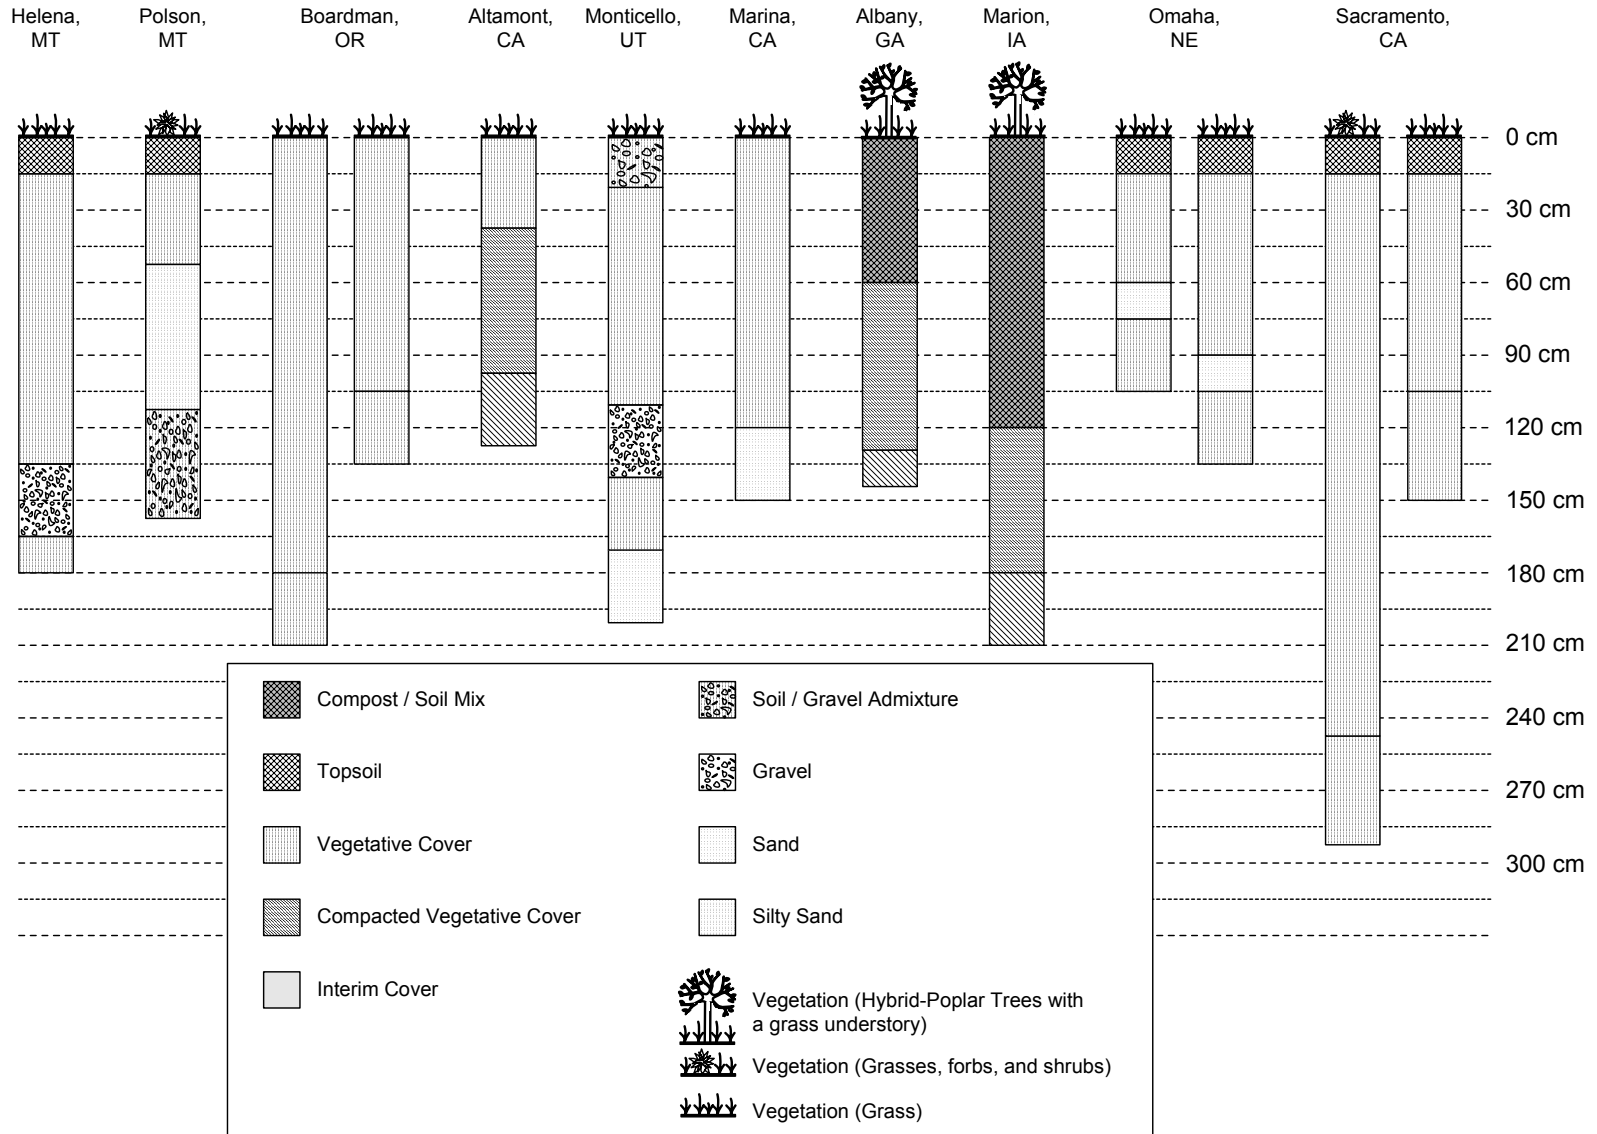 Helena,
MT
Polson,
MT
Boardman,
OR
Altamont,
CA
Monticello,
UT
Marina,
CA
Albany,
GA
Marion,
IA
Omaha,
NE
Sacramento,
CA
0 cm
30 cm
60 cm
90 cm
120 cm
150 cm
180 cm
210 cm
240 cm
270 cm
300 cm
Compost / Soil Mix
Topsoil
Vegetative Cover
Compacted Vegetative Cover
Interim Cover
Soil / Gravel Admixture
Gravel
Sand
Silty Sand
Vegetation (Hybrid-Poplar Trees with
a grass understory)
Vegetation (Grasses, forbs, and shrubs)
Vegetation (Grass)